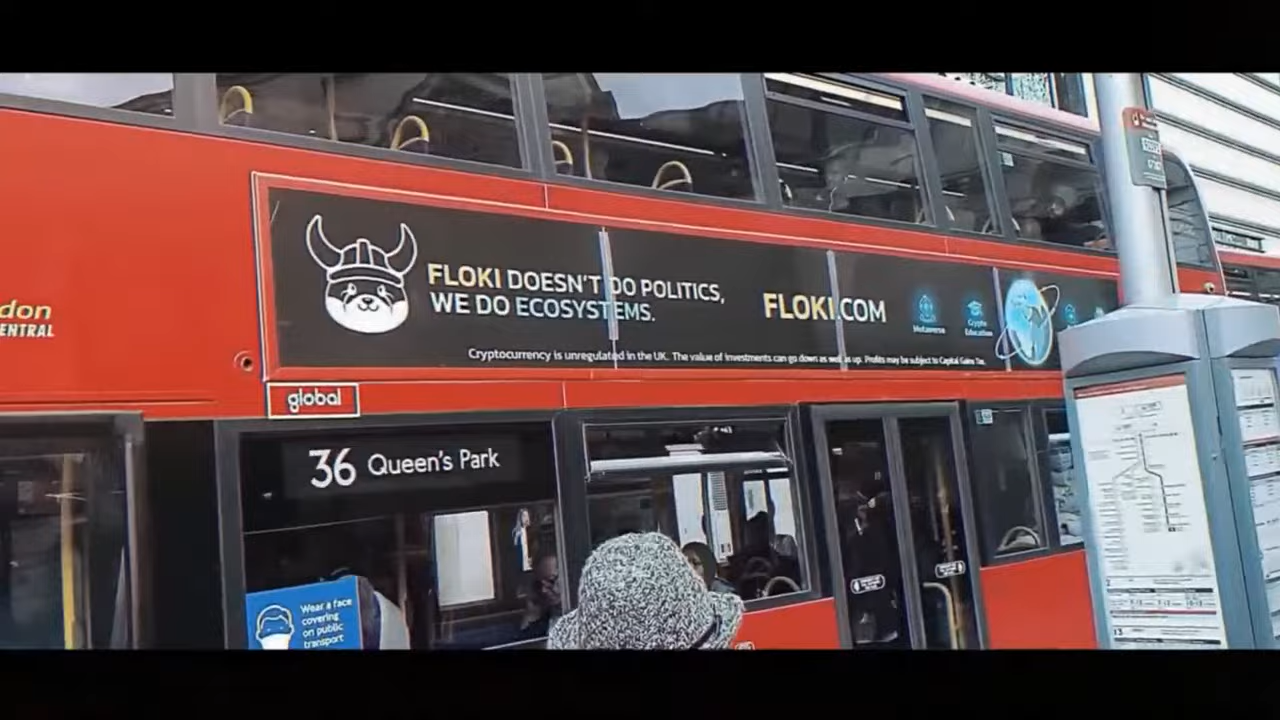 FLOKI DOESN'T DO POLITICS,
WE DO ECOSYSTEMS.
FLOKI.COM
Metaverse
Crypto
Education
Cryptocurrency is unregulated in the UK. The value of investments can go down as well as up. Profits may be subject to Capital Gains Tax.
don
ENTRAL
global
36 Queen's Park
Wear a face
covering
on public
transport